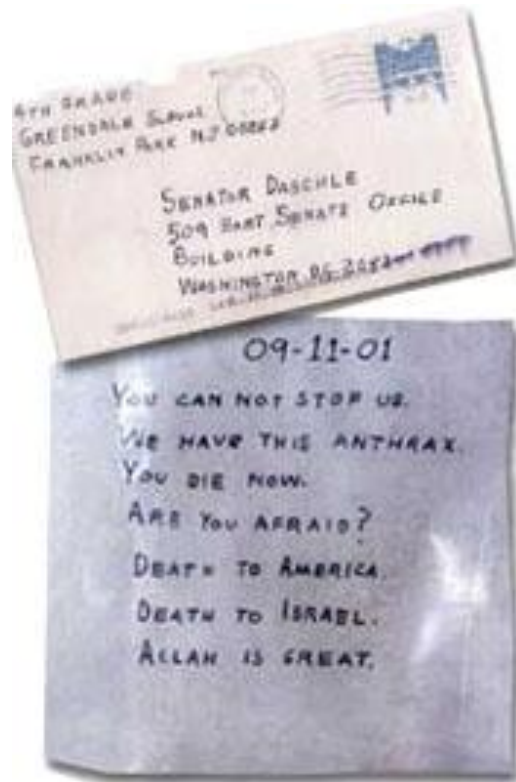 4TH GRADE
GREENDALE SCHOOL
FRANKLIN PARK NJ 08852
SENATOR DASCHLE
509 HART SENATE OFFICE
BUILDING
WASHINGTON D.C. 205
09-11-01
YOU CAN NOT STOP US.
WE HAVE THIS ANTHRAX.
YOU DIE NOW.
ARE YOU AFRAID?
DEATH TO AMERICA.
DEATH TO ISRAEL.
ALLAH IS GREAT.